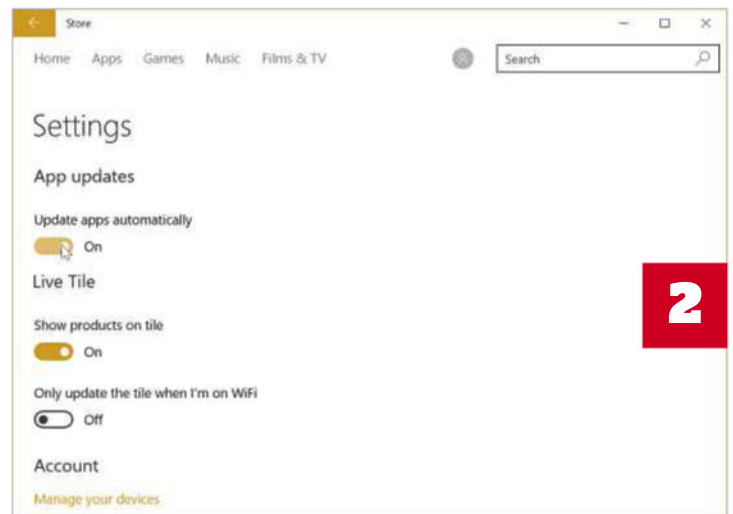 Store
Home Apps Games Music Films & TV Search
Settings
App updates
Update apps automatically
On
Live Tile
Show products on tile
On
Only update the tile when I'm on WiFi
Off
Account
Manage your devices
2